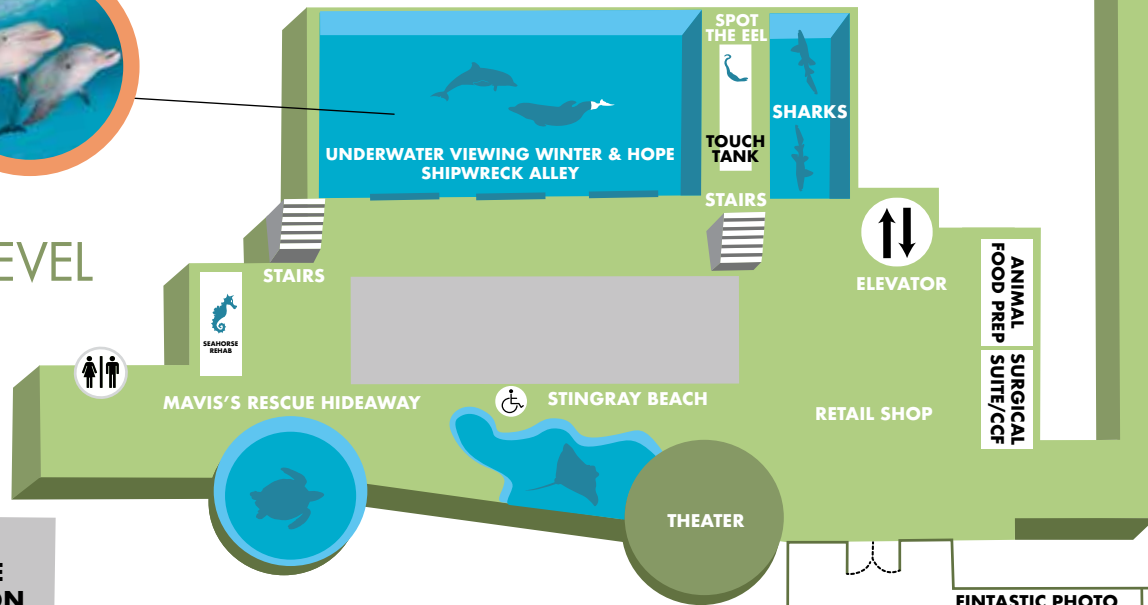 SPOT
THE EEL
SHARKS
TOUCH
TANK
UNDERWATER VIEWING WINTER & HOPE
SHIPWRECK ALLEY
STAIRS
EVEL
STAIRS
ELEVATOR
ANIMAL
FOOD PREP
SEAHORSE
REHAB
SURGICAL
SUITE/CCF
MAVIS'S RESCUE HIDEAWAY
STINGRAY BEACH
RETAIL SHOP
THEATER
E
ON
FINTASTIC PHOTO